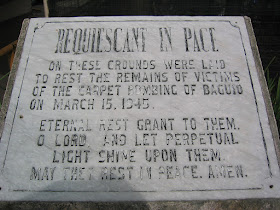 REQUIESCANT IN PACE
ON THESE GROUNDS WERE LAID
TO REST THE REMAINS OF VICTIMS
OF THE CARPET BOMBING OF BAGUIO
ON MARCH 15, 1945.
ETERNAL REST GRANT TO THEM,
O LORD, AND LET PERPETUAL
LIGHT SHINE UPON THEM.
MAY THEY REST IN PEACE. AMEN.